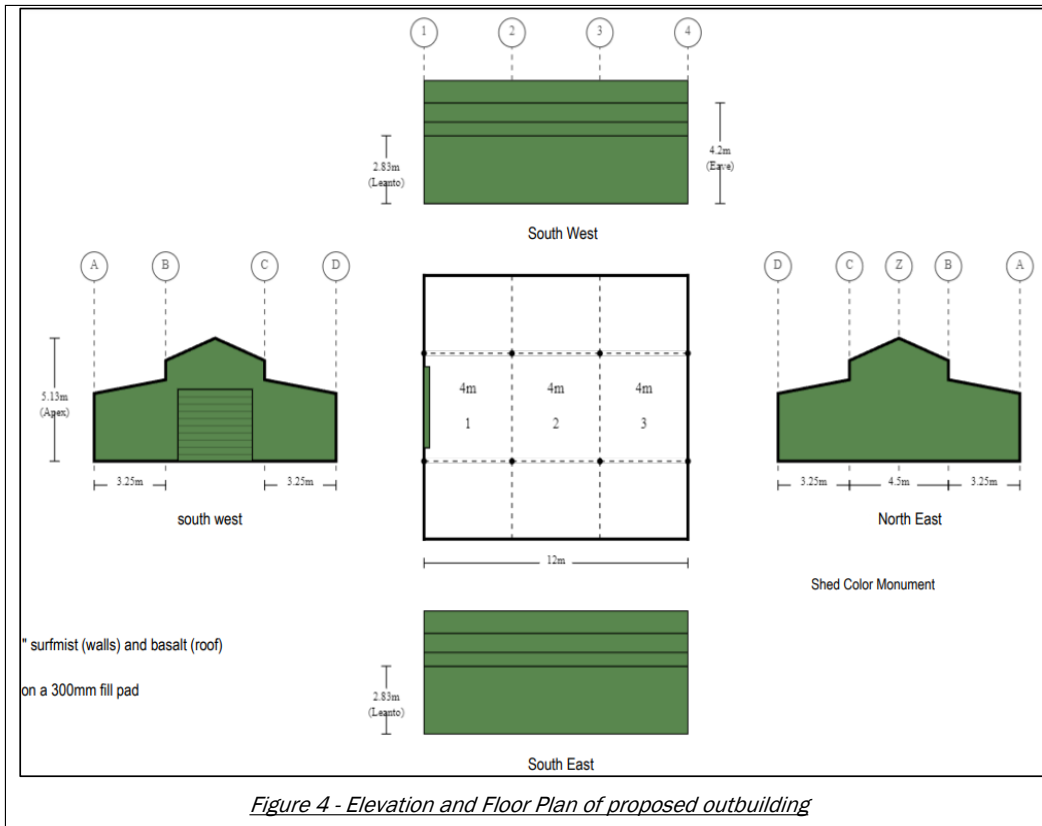 1 2 3 4
2.83m
(Leanto)
4.2m
(Eave)
South West
A B C D
D C Z B A
5.13m
(Apex)
4m 4m 4m
1 2 3
3.25m 3.25m
3.25m 4.5m 3.25m
south west
North East
12m
Shed Color Monument
" surfmist (walls) and basalt (roof)
on a 300mm fill pad
2.83m
(Leanto)
South East
Figure 4 - Elevation and Floor Plan of proposed outbuilding